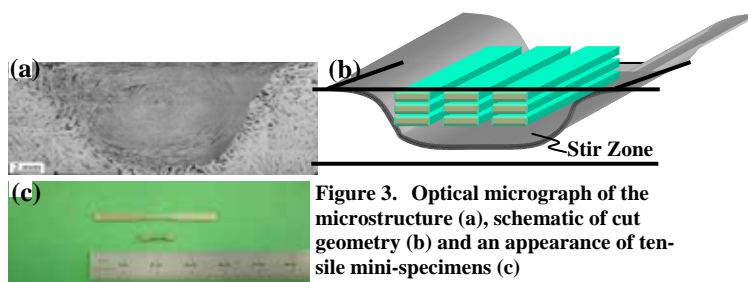 (a)
(b)
Stir Zone
(c)
Figure 3. Optical micrograph of the
microstructure (a), schematic of cut
geometry (b) and an appearance of ten-
sile mini-specimens (c)